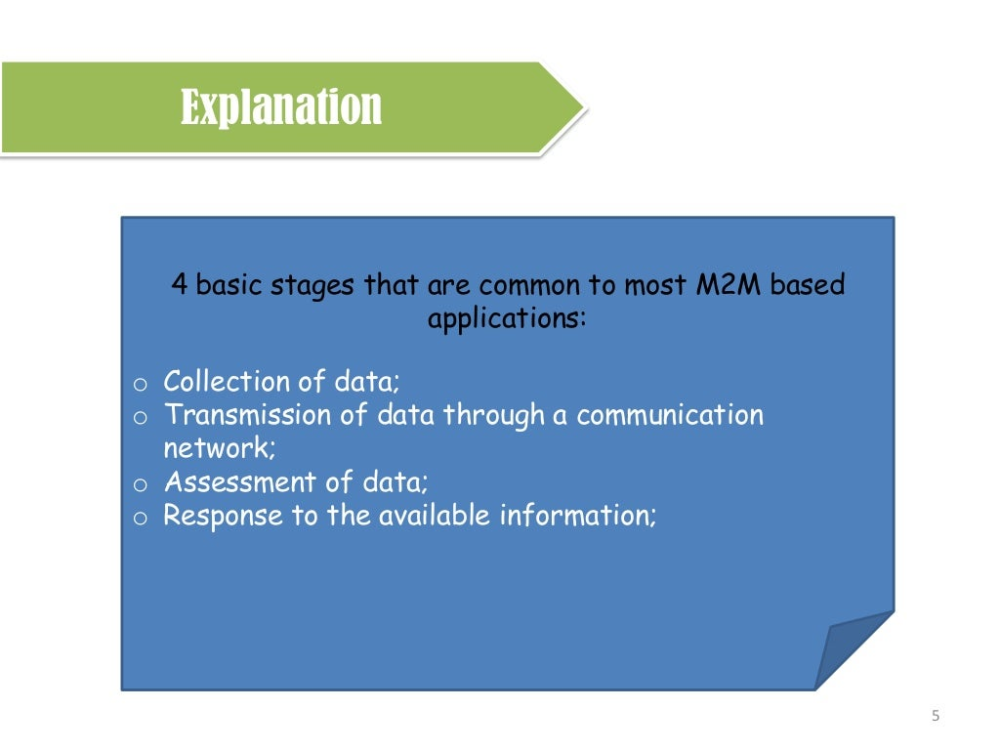 Explanation
4 basic stages that are common to most M2M based
applications:
o Collection of data;
o Transmission of data through a communication
network;
o Assessment of data;
o Response to the available information;
5